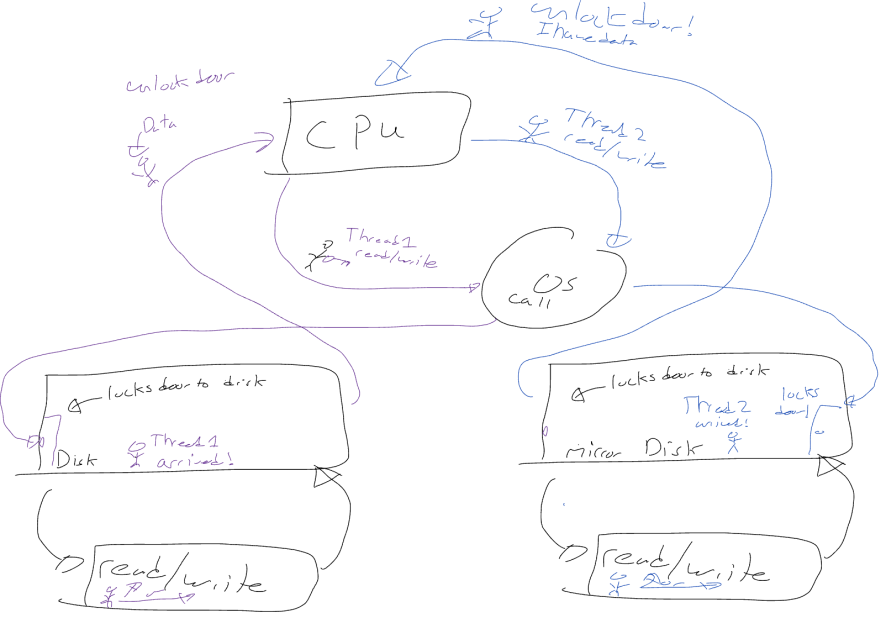 unlock door!
I have data
unlock door
Data
CPU
Thread 2
read/write
Thread 1
read/write
OS
call
locks door to disk
Thread 1
arrived!
Disk
locks door to disk
Thread 2
arrived!
locks
door!
mirror Disk
read/write
read/write